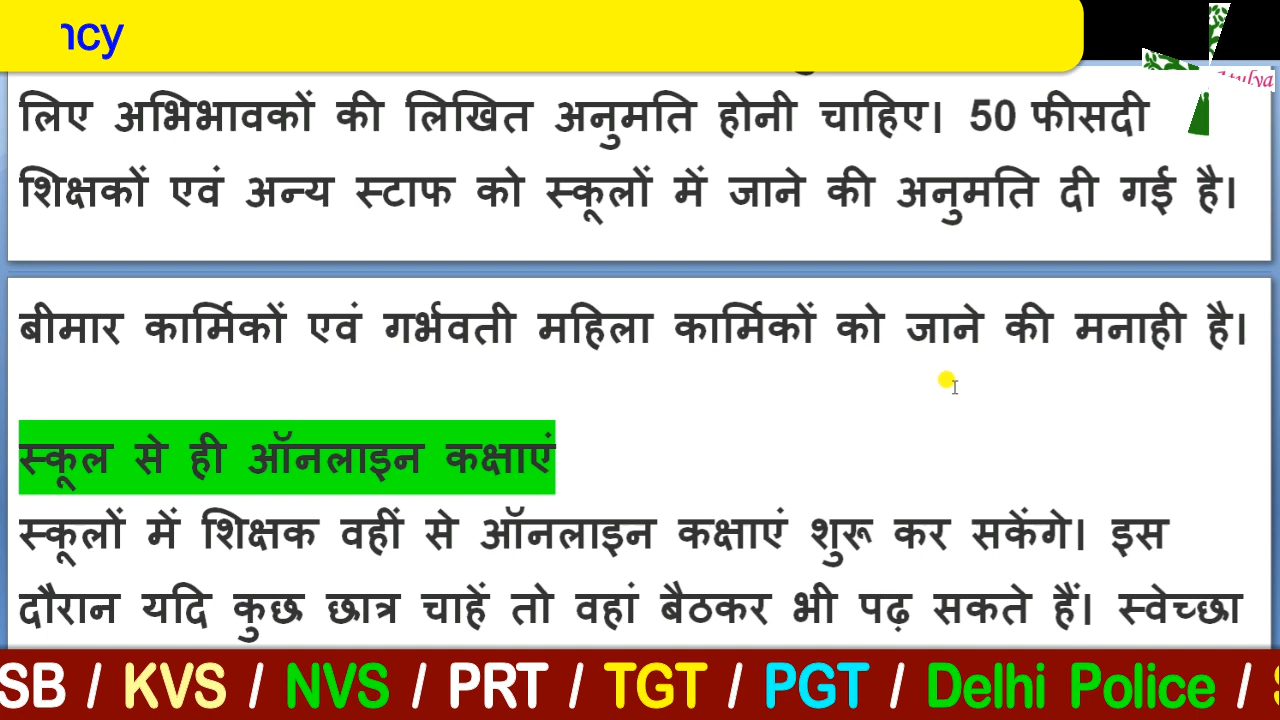 लिए अभिभावकों की लिखित अनुमति होनी चाहिए। 50 फीसदी
शिक्षकों एवं अन्य स्टाफ को स्कूलों में जाने की अनुमति दी गई है।
बीमार कार्मिकों एवं गर्भवती महिला कार्मिकों को जाने की मनाही है।
स्कूल से ही ऑनलाइन कक्षाएं
स्कूलों में शिक्षक वहीं से ऑनलाइन कक्षाएं शुरू कर सकेंगे। इस
दौरान यदि कुछ छात्र चाहें तो वहां बैठकर भी पढ़ सकते हैं। स्वेच्छा
SB / KVS / NVS / PRT / TGT / PGT / Delhi Police /